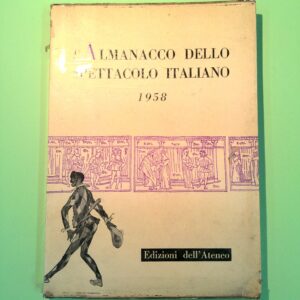 L'ALMANACCO DELLO
SPETTACOLO ITALIANO
1958
Edizioni dell'Ateneo